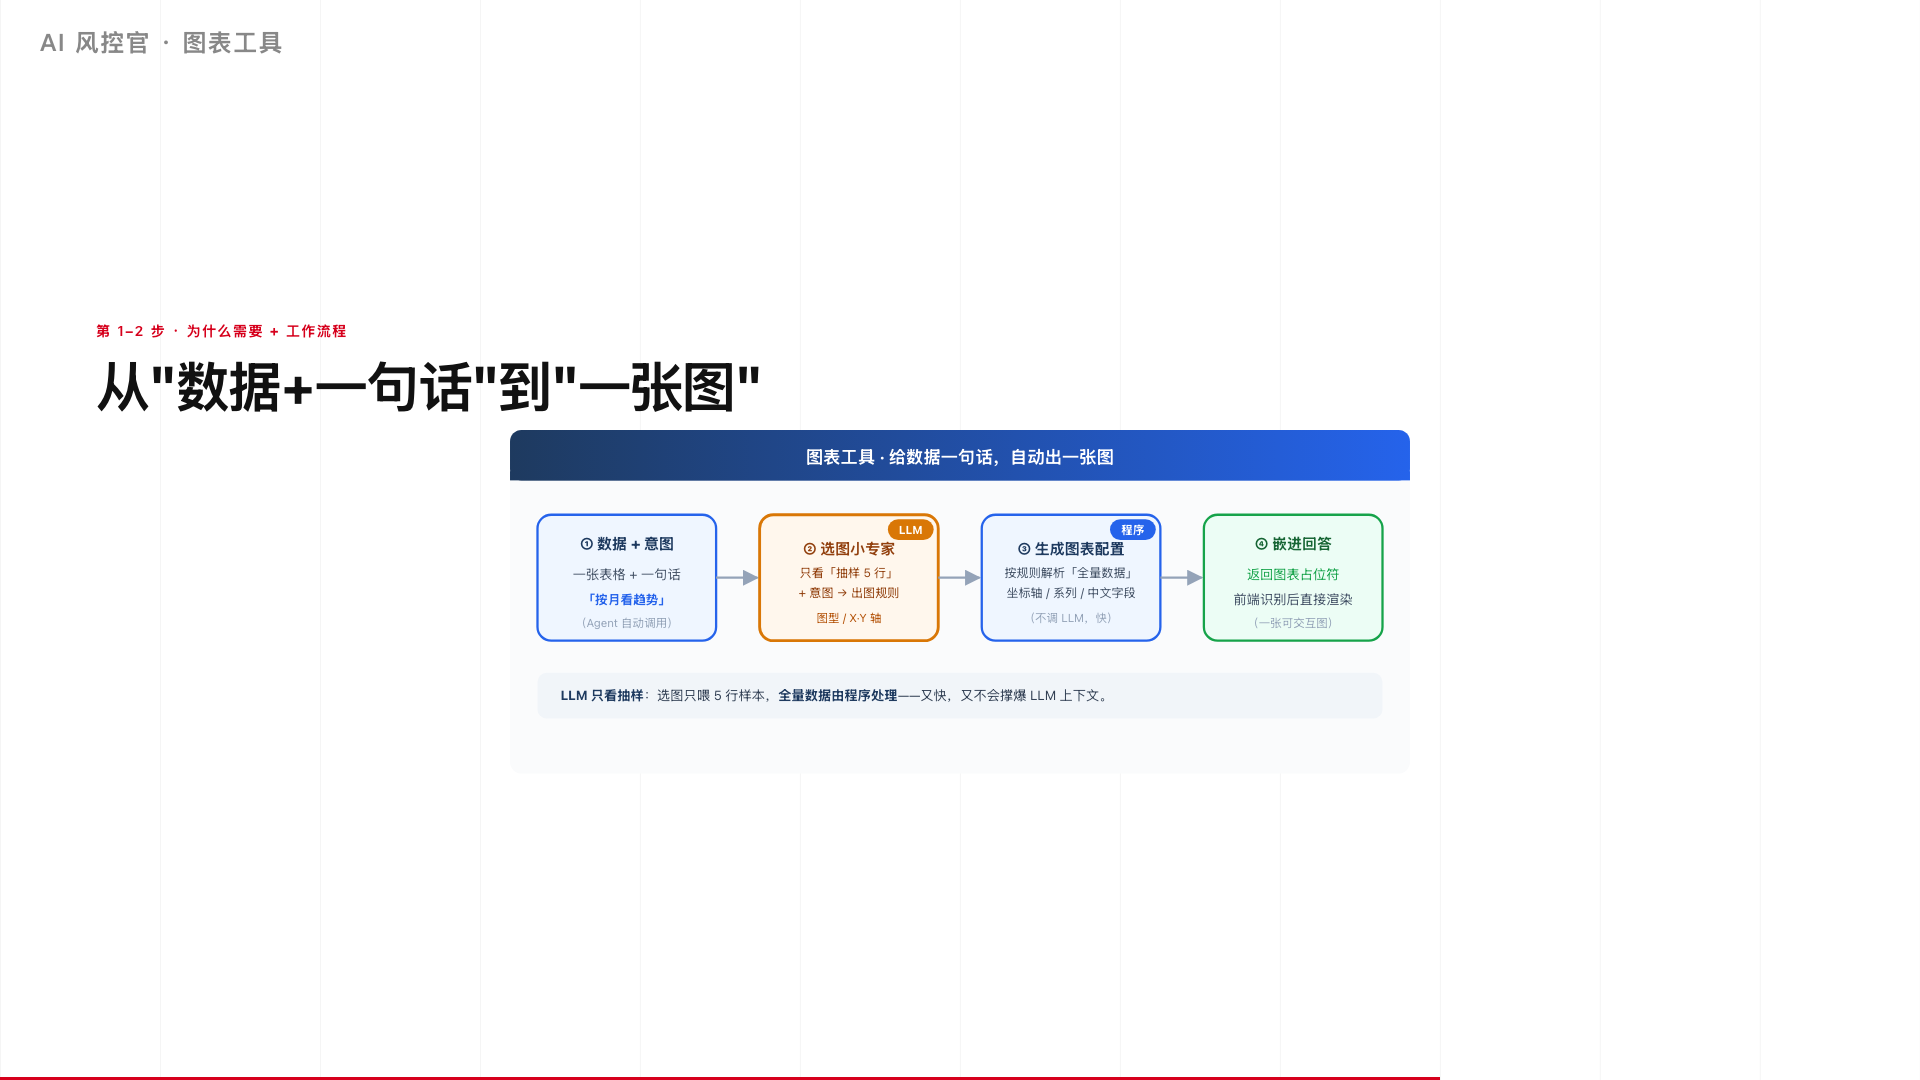 AI 风控官 · 图表工具
第 1–2 步 · 为什么需要 + 工作流程
从"数据+一句话"到"一张图"
图表工具 · 给数据一句话，自动出一张图
① 数据 + 意图
一张表格 + 一句话
「按月看趋势」
（Agent 自动调用）
LLM
② 选图小专家
只看「抽样 5 行」
+ 意图 → 出图规则
图型 / X·Y 轴
程序
③ 生成图表配置
按规则解析「全量数据」
坐标轴 / 系列 / 中文字段
（不调 LLM，快）
④ 嵌进回答
返回图表占位符
前端识别后直接渲染
（一张可交互图）
LLM 只看抽样：选图只喂 5 行样本，全量数据由程序处理——又快，又不会撑爆 LLM 上下文。